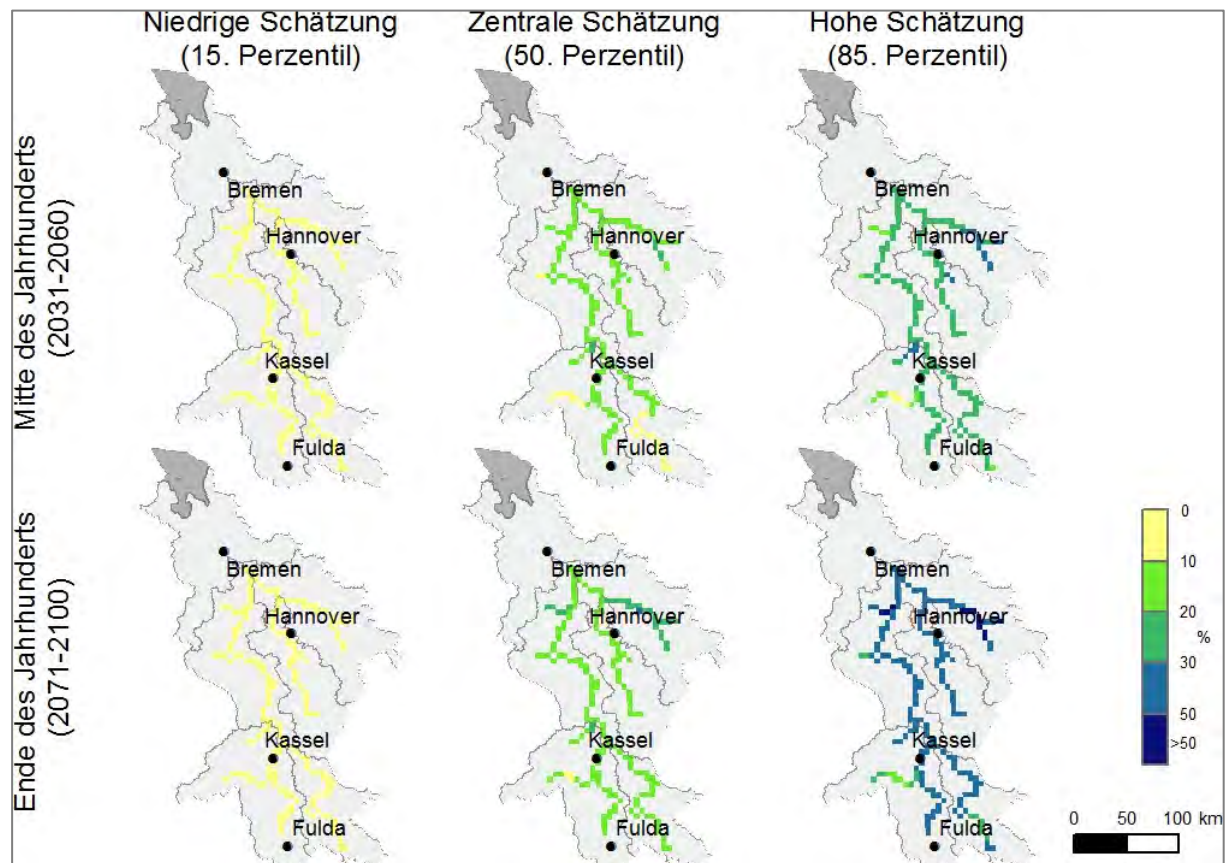 Niedrige Schätzung
(15. Perzentil)
Zentrale Schätzung
(50. Perzentil)
Hohe Schätzung
(85. Perzentil)
Mitte des Jahrhunderts
(2031-2060)
Bremen
Hannover
Kassel
Fulda
Bremen
Hannover
Kassel
Fulda
Bremen
Hannover
Kassel
Fulda
Ende des Jahrhunderts
(2071-2100)
Bremen
Hannover
Kassel
Fulda
Bremen
Hannover
Kassel
Fulda
Bremen
Hannover
Kassel
Fulda
0
10
20
%
30
50
>50
0 50 100 km